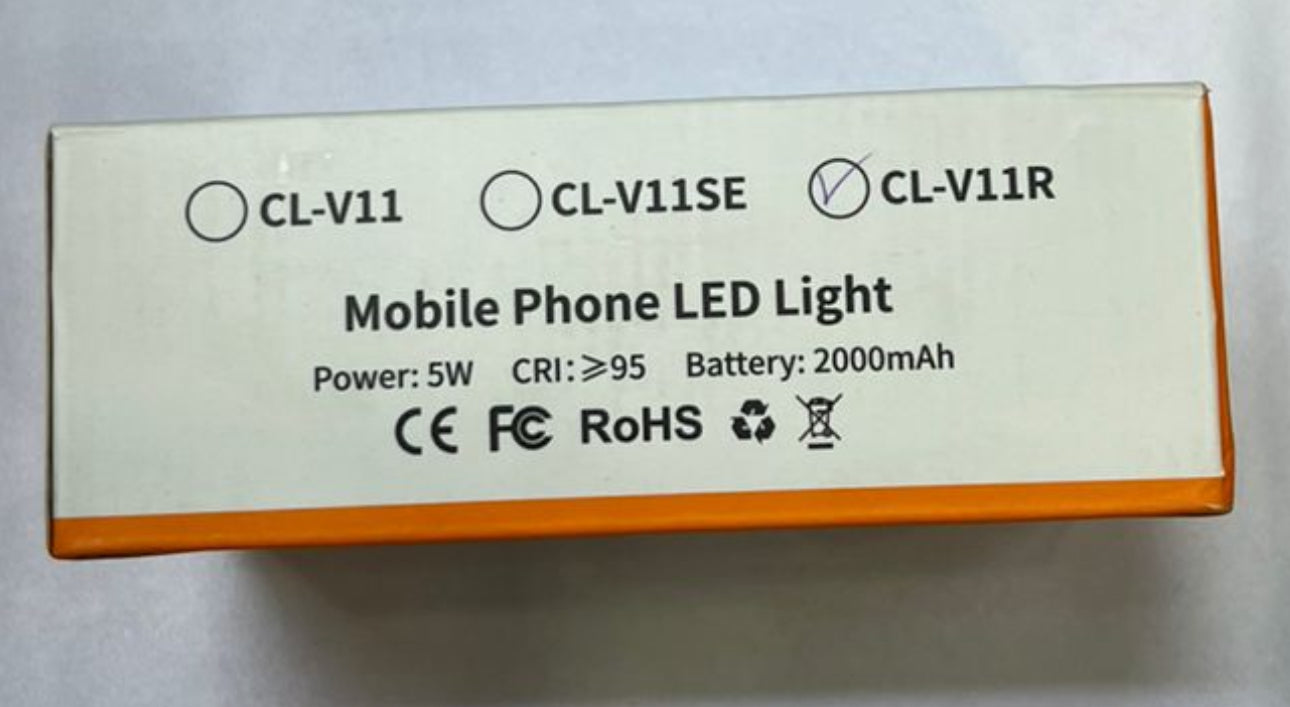 CL-V11 CL-V11SE CL-V11R
Mobile Phone LED Light
Power: 5W CRI:⩾95 Battery: 2000mAh
CE FC RoHS